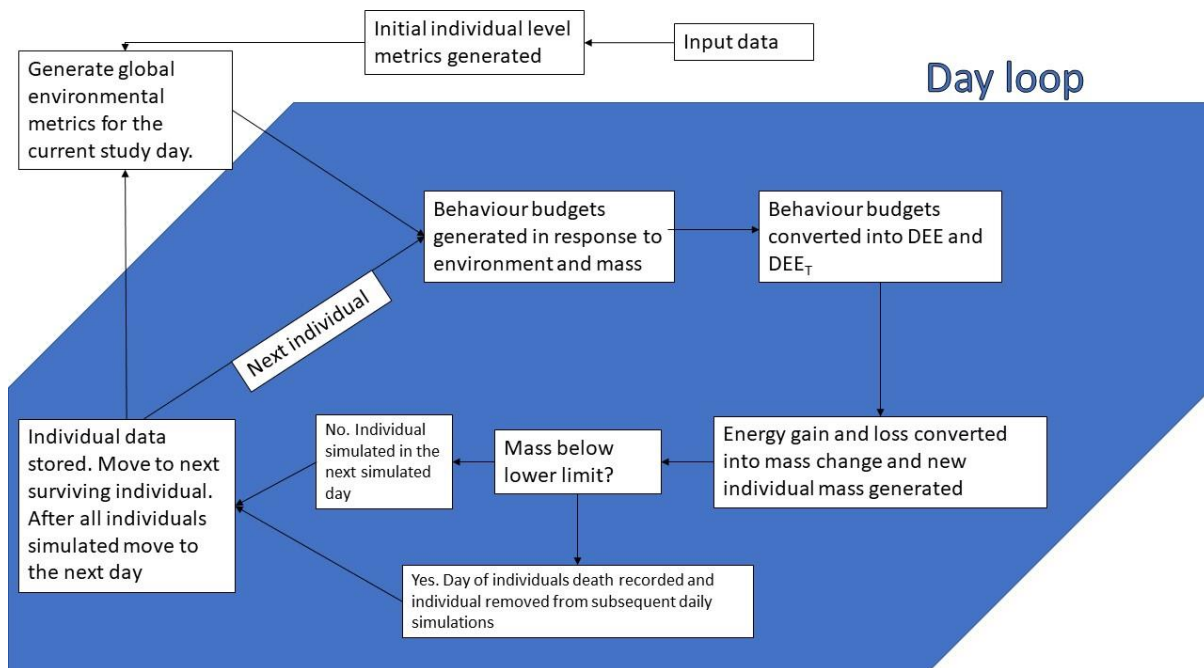 Initial individual level
metrics generated
Input data
Generate global
environmental
metrics for the
current study day.
Day loop
Behaviour budgets
generated in response to
environment and mass
Behaviour budgets
converted into DEE and
DEE_T
Next individual
Individual data
stored. Move to next
surviving individual.
After all individuals
simulated move to
the next day
No. Individual
simulated in the
next simulated
day
Mass below
lower limit?
Energy gain and loss converted
into mass change and new
individual mass generated
Yes. Day of individuals death recorded and
individual removed from subsequent daily
simulations